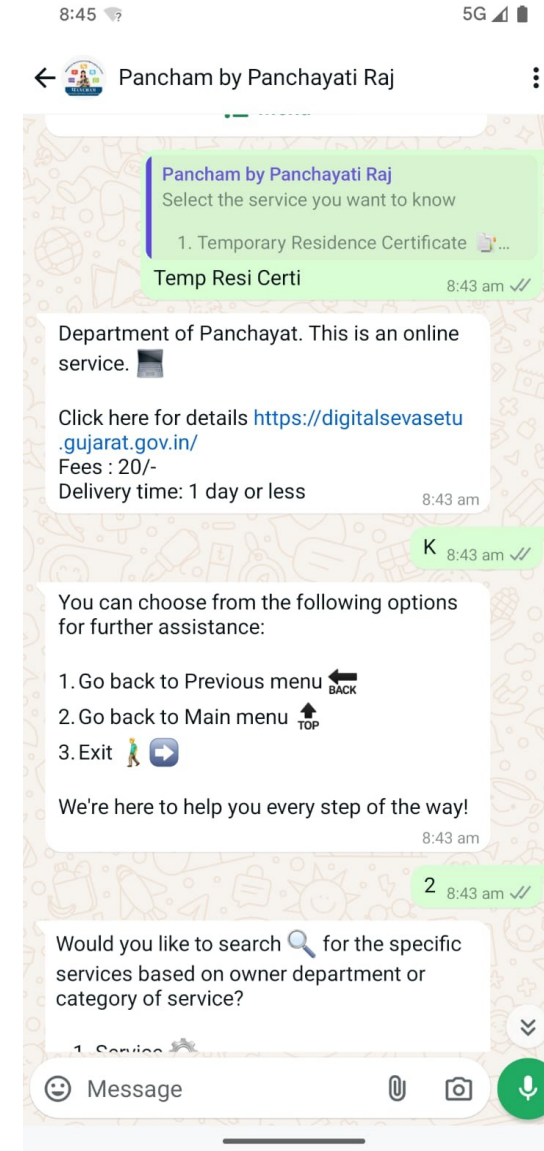 8:45
5G
Pancham by Panchayati Raj
Pancham by Panchayati Raj
Select the service you want to know
1. Temporary Residence Certificate ...
Temp Resi Certi
8:43 am
Department of Panchayat. This is an online
service.
Click here for details https://digitalsevasetu
.gujarat.gov.in/
Fees : 20/-
Delivery time: 1 day or less
8:43 am
K 8:43 am
You can choose from the following options
for further assistance:
1. Go back to Previous menu BACK
2. Go back to Main menu TOP
3. Exit
We're here to help you every step of the way!
8:43 am
2 8:43 am
Would you like to search for the specific
services based on owner department or
category of service?
1. Service
Message